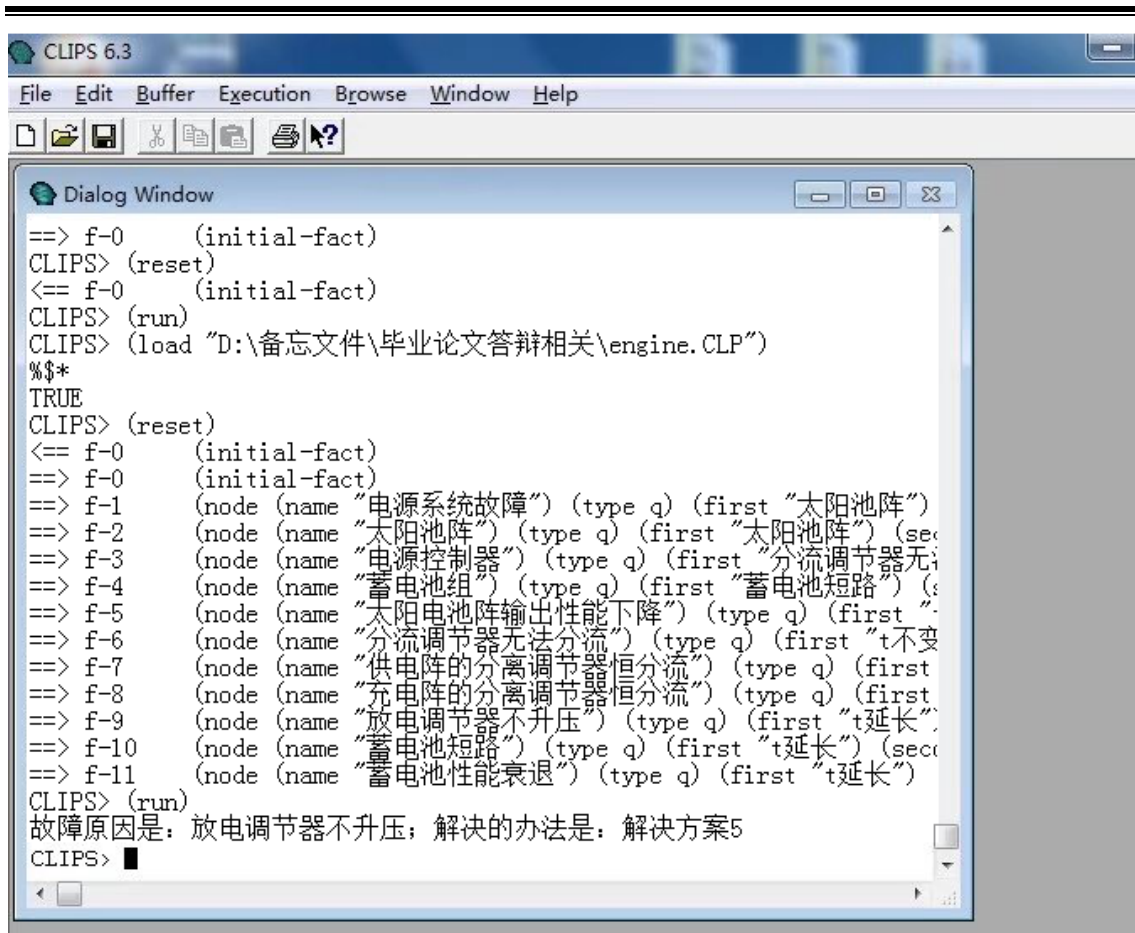 CLIPS 6.3
File Edit Buffer Execution Browse Window Help
Dialog Window
==> f-0 (initial-fact)
CLIPS> (reset)
<== f-0 (initial-fact)
CLIPS> (run)
CLIPS> (load "D:\备忘文件\毕业论文答辩相关\engine.CLP")
%$*
TRUE
CLIPS> (reset)
<== f-0 (initial-fact)
==> f-0 (initial-fact)
==> f-1 (node (name "电源系统故障") (type q) (first "太阳池阵")
==> f-2 (node (name "太阳池阵") (type q) (first "太阳池阵") (sec
==> f-3 (node (name "电源控制器") (type q) (first "分流调节器无
==> f-4 (node (name "蓄电池组") (type q) (first "蓄电池短路") (
==> f-5 (node (name "太阳电池阵输出性能下降") (type q) (first "
==> f-6 (node (name "分流调节器无法分流") (type q) (first "t不变
==> f-7 (node (name "供电阵的分离调节器恒分流") (type q) (first
==> f-8 (node (name "充电阵的分离调节器恒分流") (type q) (first
==> f-9 (node (name "放电调节器不升压") (type q) (first "t延长"
==> f-10 (node (name "蓄电池短路") (type q) (first "t延长") (seco
==> f-11 (node (name "蓄电池性能衰退") (type q) (first "t延长")
CLIPS> (run)
故障原因是：放电调节器不升压；解决的办法是：解决方案5
CLIPS>